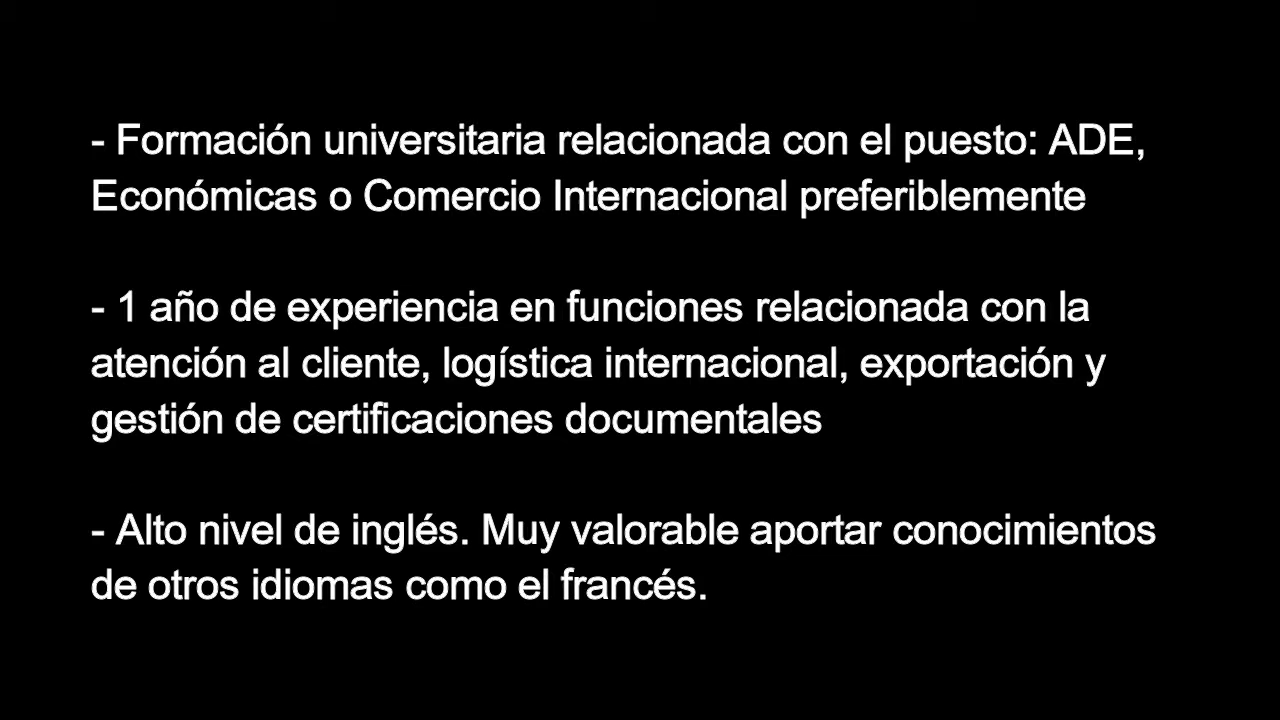 - Formación universitaria relacionada con el puesto: ADE,
Económicas o Comercio Internacional preferiblemente
- 1 año de experiencia en funciones relacionada con la
atención al cliente, logística internacional, exportación y
gestión de certificaciones documentales
- Alto nivel de inglés. Muy valorable aportar conocimientos
de otros idiomas como el francés.